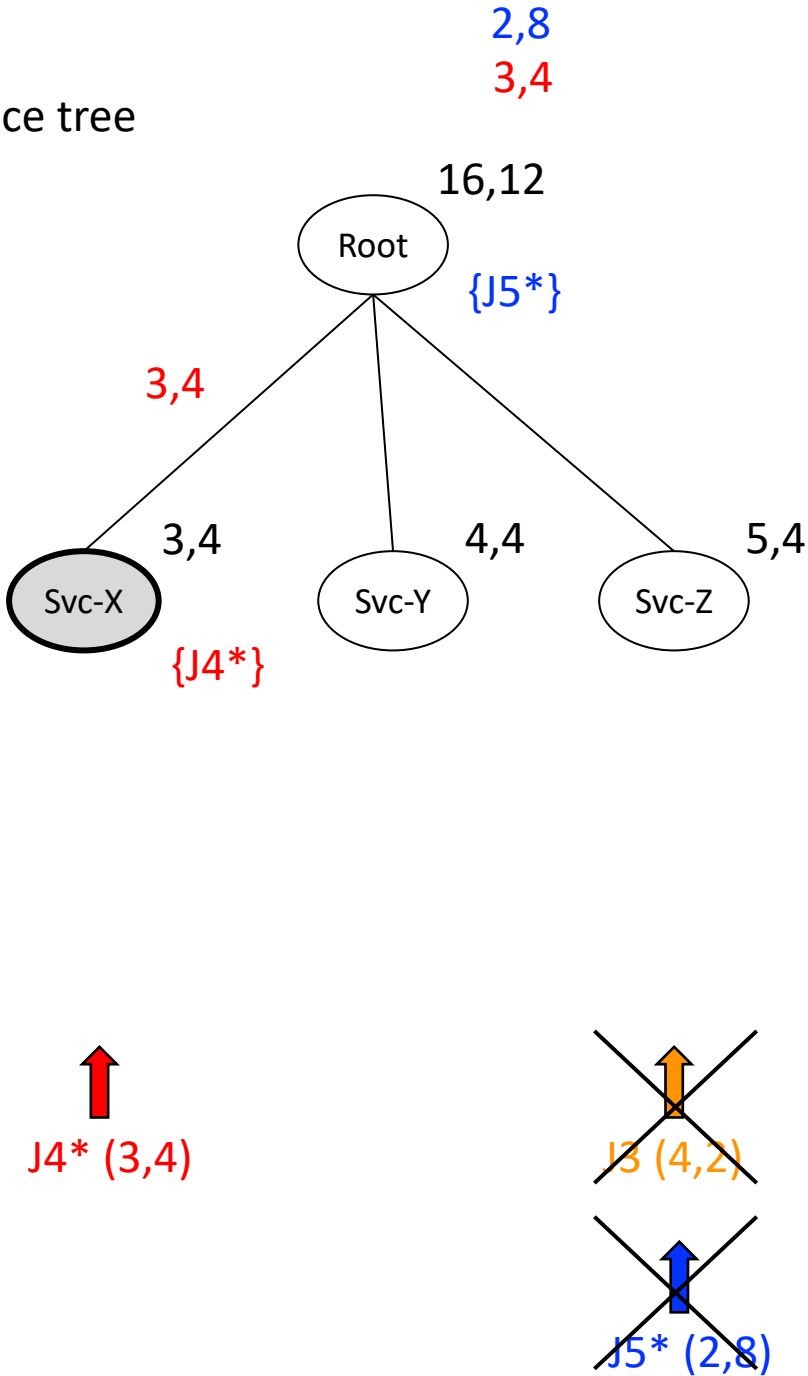 2,8
3,4
ce tree
16,12
Root
{J5*}
3,4
3,4
4,4
5,4
Svc-X
Svc-Y
Svc-Z
{J4*}
J4* (3,4)
J3 (4,2)
J5* (2,8)